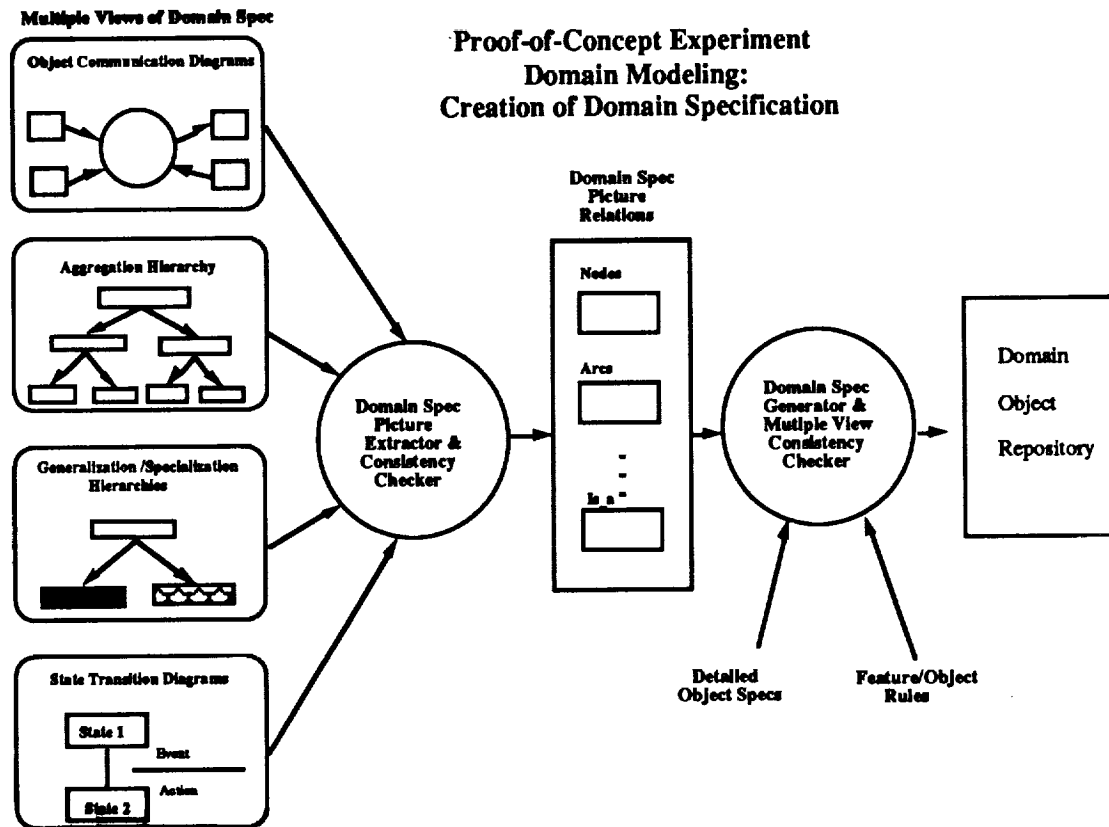 Multiple Views of Domain Spec
Proof-of-Concept Experiment
Domain Modeling:
Creation of Domain Specification
Object Communication Diagrams
Aggregation Hierarchy
Generalization /Specialization
Hierarchies
State Transition Diagrams
State 1
Event
Action
State 2
Domain Spec
Picture
Extractor &
Consistency
Checker
Domain Spec
Picture
Relations
Nodes
Arcs
Is_a
Domain Spec
Generator &
Mutiple View
Consistency
Checker
Detailed
Object Specs
Feature/Object
Rules
Domain
Object
Repository